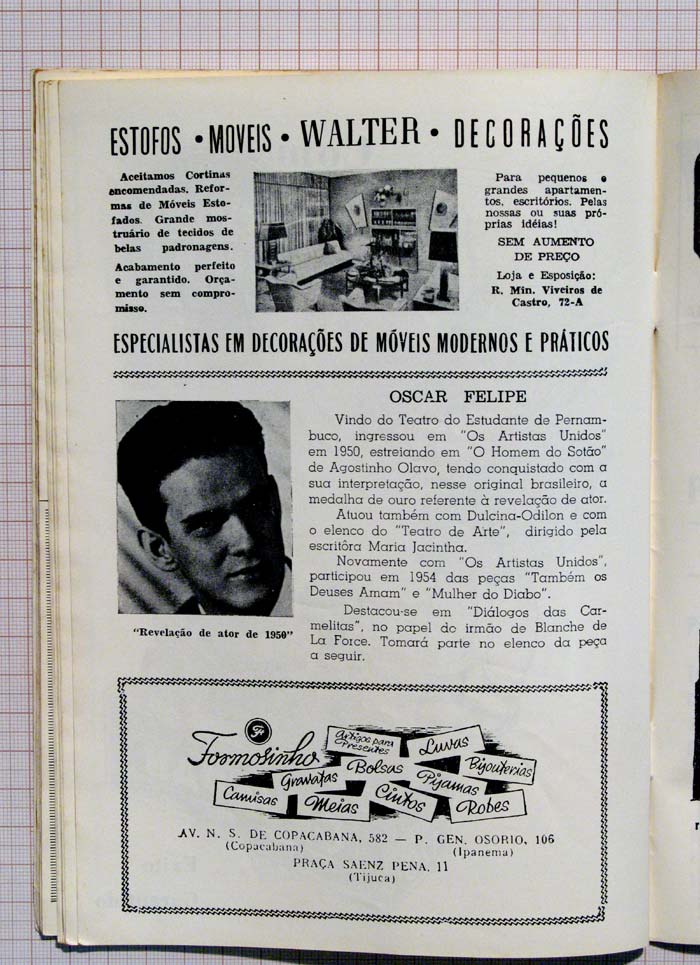 ESTOFOS • MOVEIS • WALTER • DECORAÇÕES
Aceitamos Cortinas
encomendadas. Refor-
mas de Móveis Esto-
fados. Grande mos-
truário de tecidos de
belas padronagens.
Acabamento perfeito
e garantido. Orça-
mento sem compro-
misso.
Para pequenos e
grandes apartamen-
tos, escritórios. Pelas
nossas ou suas pró-
prias idéias!
SEM AUMENTO
DE PREÇO
Loja e Exposição:
R. Min. Viveiros de
Castro, 72-A
ESPECIALISTAS EM DECORAÇÕES DE MÓVEIS MODERNOS E PRÁTICOS
OSCAR FELIPE
Vindo do Teatro do Estudante de Pernam-
buco, ingressou em "Os Artistas Unidos"
em 1950, estreiando em "O Homem do Sotão"
de Agostinho Olavo, tendo conquistado com a
sua interpretação, nesse original brasileiro, a
medalha de ouro referente à revelação de ator.
Atuou também com Dulcina-Odilon e com
o elenco do "Teatro de Arte", dirigido pela
escritôra Maria Jacintha.
Novamente com "Os Artistas Unidos",
participou em 1954 das peças "Também os
Deuses Amam" e "Mulher do Diabo".
Destacou-se em "Diálogos das Car-
melitas", no papel do irmão de Blanche de
La Force. Tomará parte no elenco da peça
a seguir.
"Revelação de ator de 1950"
Formosinho
Artigos para
Presentes
Luvas
Gravatas
Bolsas
Pijamas
Bijouterias
Camisas
Meias
Cintos
Robes
AV. N. S. DE COPACABANA, 582 — P. GEN. OSORIO, 106
(Copacabana) (Ipanema)
PRAÇA SAENZ PENA, 11
(Tijuca)